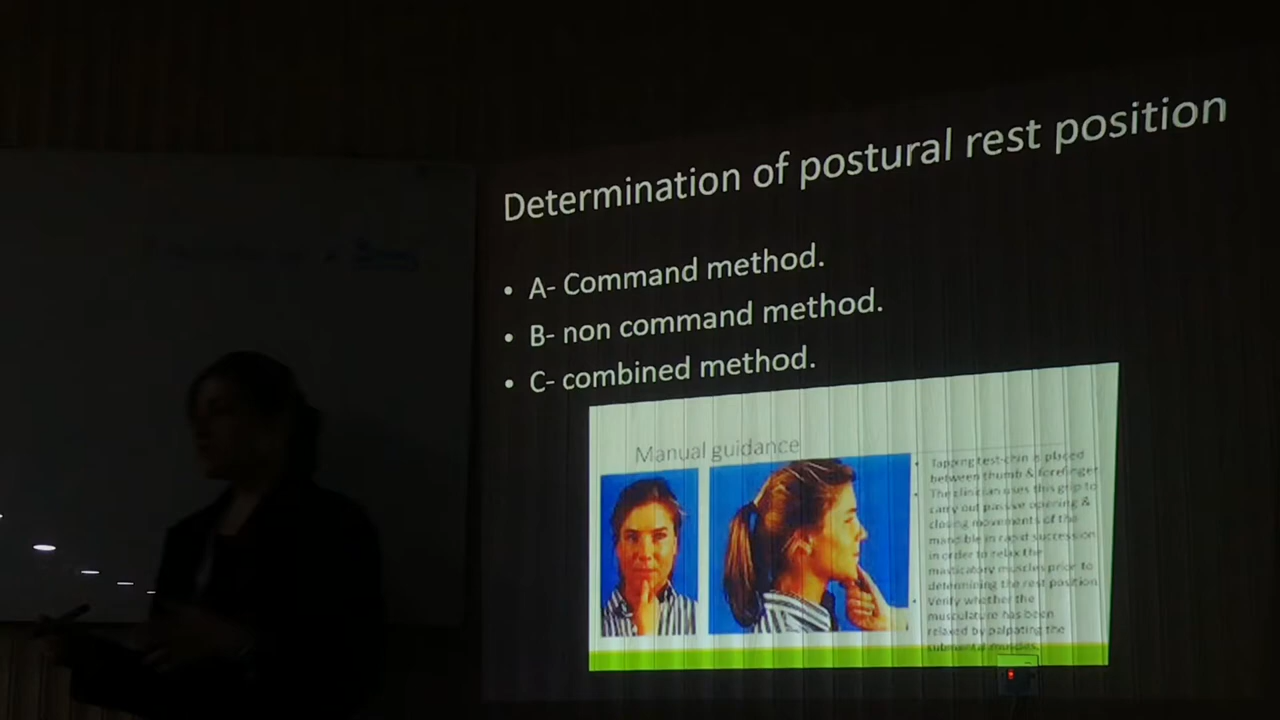 Determination of postural rest position
• A- Command method.
• B- non command method.
• C- combined method.
Manual guidance
• Tapping test-chin is placed
between thumb & forefinger
• The clinician uses this grip to
carry out passive opening &
closing movements of the
mandible in rapid succession
in order to relax the
masticatory muscles prior to
determining the rest position
• Verify whether the
musculature has been
relaxed by palpating the
submental muscles.